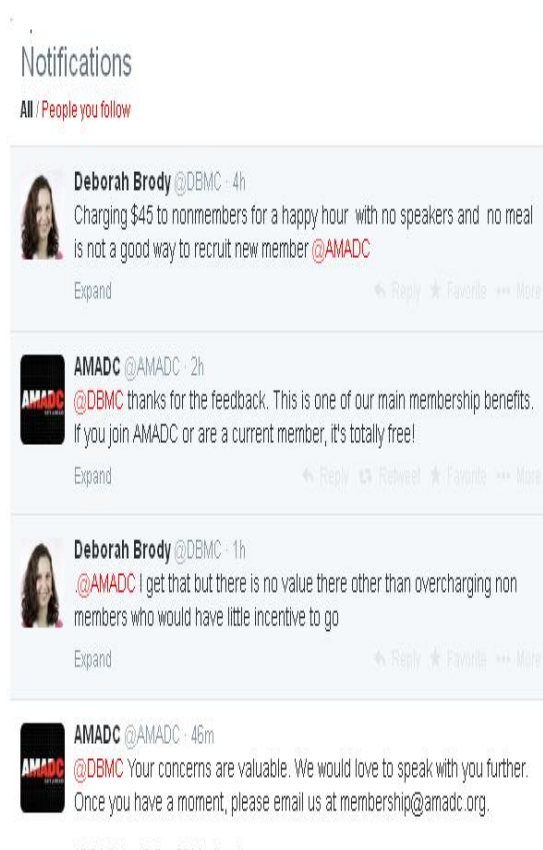 Notifications
All / People you follow
Deborah Brody @DBMC · 4h
Charging $45 to nonmembers for a happy hour with no speakers and no meal
is not a good way to recruit new member @AMADC
Expand
Reply Favorite More
AMADC
AMADC @AMADC · 2h
@DBMC thanks for the feedback. This is one of our main membership benefits.
If you join AMADC or are a current member, it's totally free!
Expand
Reply Retweet Favorite More
Deborah Brody @DBMC · 1h
.@AMADC I get that but there is no value there other than overcharging non
members who would have little incentive to go
Expand
Reply Favorite More
AMADC
AMADC @AMADC · 46m
@DBMC Your concerns are valuable. We would love to speak with you further.
Once you have a moment, please email us at membership@amadc.org.